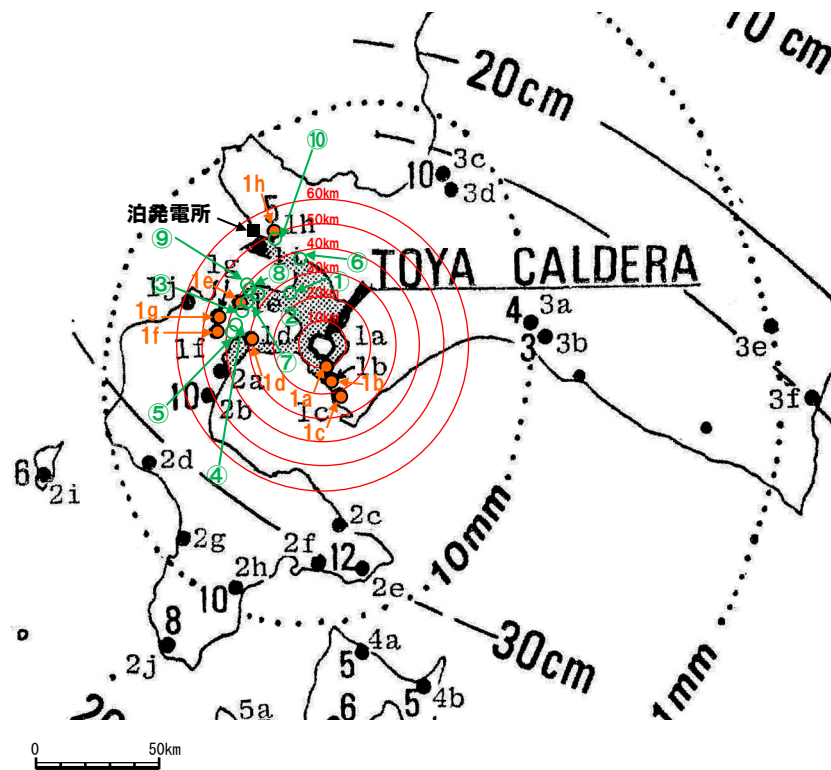 10 cm
20cm
⑩
10
3c
3d
1h
5
1h
60km
50km
40km
30km
20km
10km
泊発電所
⑨
⑧
⑥
1i
TOYA CALDERA
1g
1e
①
1j
③
1e
1g
②
4
3a
1f
1a
3
3b
1f
1d
1b
3e
⑦
2a
1d
1a
1b
3f
10
2b
1c
1c
⑤
④
2d
6
2i
10mm
2c
2g
2f
12
2e
2h
10
30cm
8
2j
4a
5
1mm
5
4b
5a
6
20
0
50km